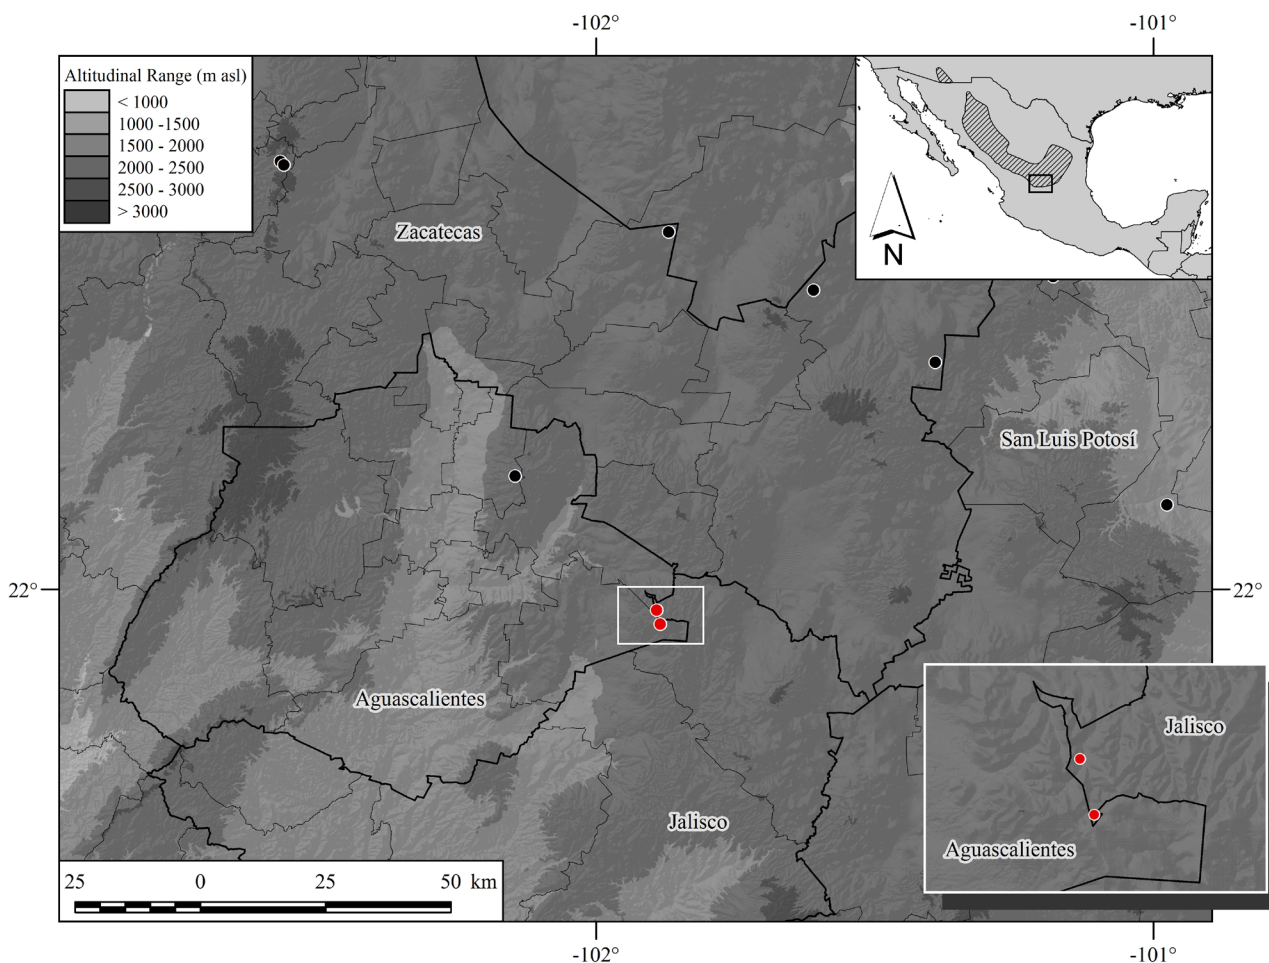 -102°
-101°
Altitudinal Range (m asl)
< 1000
1000 -1500
1500 - 2000
2000 - 2500
2500 - 3000
> 3000
N
Zacatecas
San Luis Potosí
22°
22°
Aguascalientes
Jalisco
Jalisco
Aguascalientes
25
0
25
50 km
-102°
-101°